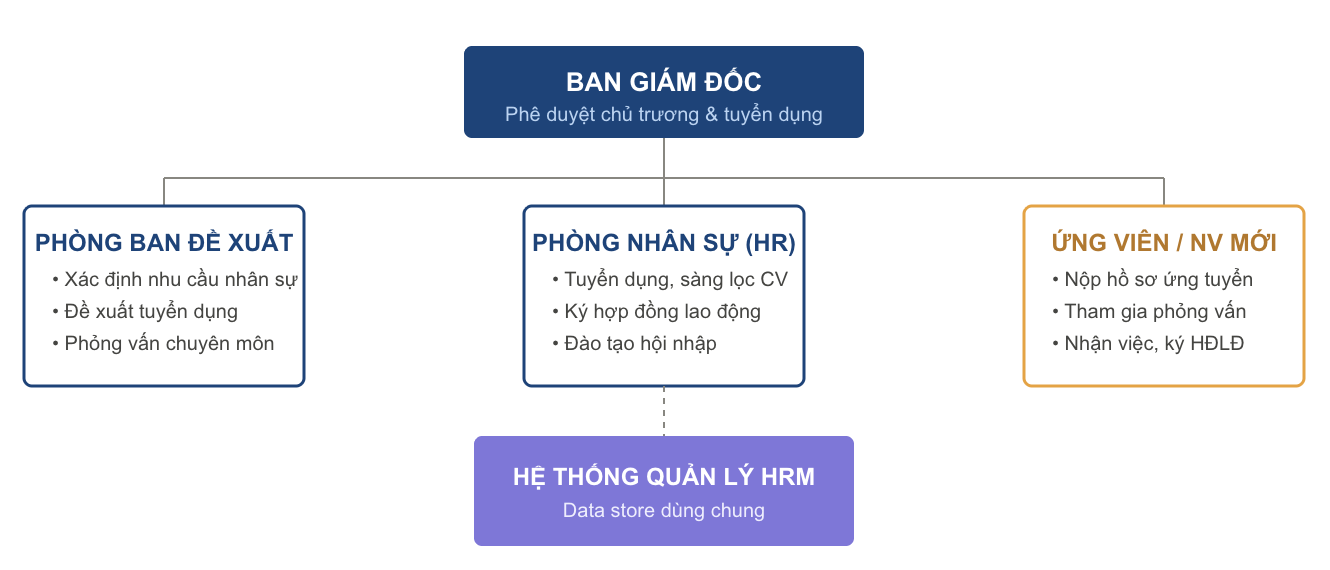 BAN GIÁM ĐỐC
Phê duyệt chủ trương & tuyển dụng
PHÒNG BAN ĐỀ XUẤT
• Xác định nhu cầu nhân sự
• Đề xuất tuyển dụng
• Phỏng vấn chuyên môn
PHÒNG NHÂN SỰ (HR)
• Tuyển dụng, sàng lọc CV
• Ký hợp đồng lao động
• Đào tạo hội nhập
ỨNG VIÊN / NV MỚI
• Nộp hồ sơ ứng tuyển
• Tham gia phỏng vấn
• Nhận việc, ký HĐLĐ
HỆ THỐNG QUẢN LÝ HRM
Data store dùng chung